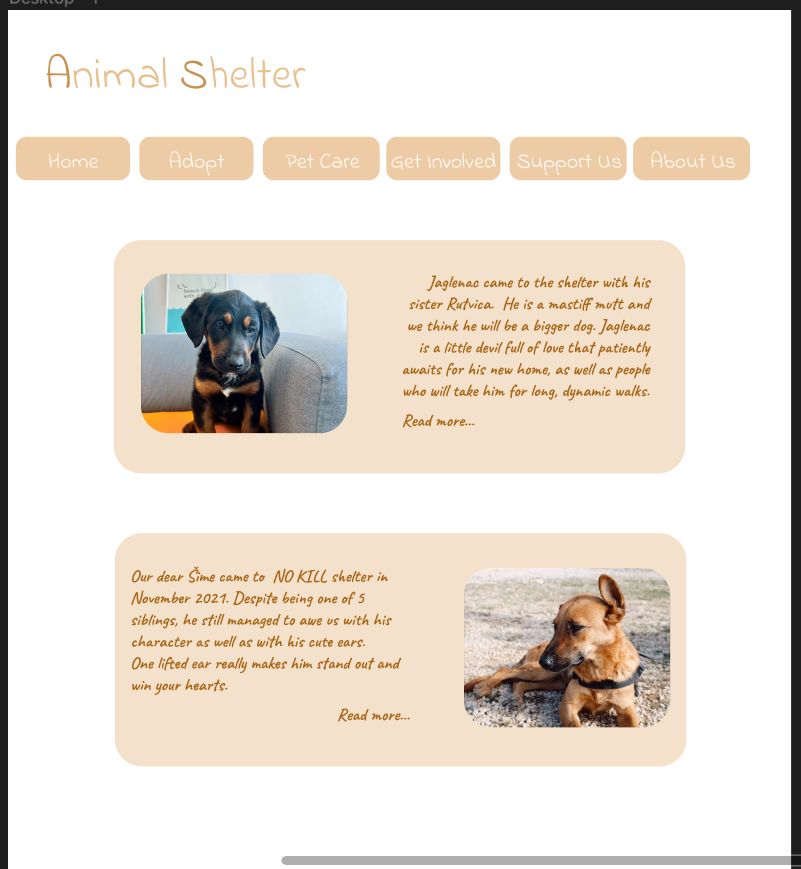 Desktop - 1
Animal Shelter
Home Adopt Pet Care Get Involved Support Us About Us
Jaglenac came to the shelter with his
sister Rutvica. He is a mastiff mutt and
we think he will be a bigger dog. Jaglenac
is a little devil full of love that patiently
awaits for his new home, as well as people
who will take him for long, dynamic walks.
Read more...
Our dear Šime came to NO KILL shelter in
November 2021. Despite being one of 5
siblings, he still managed to awe us with his
character as well as with his cute ears.
One lifted ear really makes him stand out and
win your hearts.
Read more...